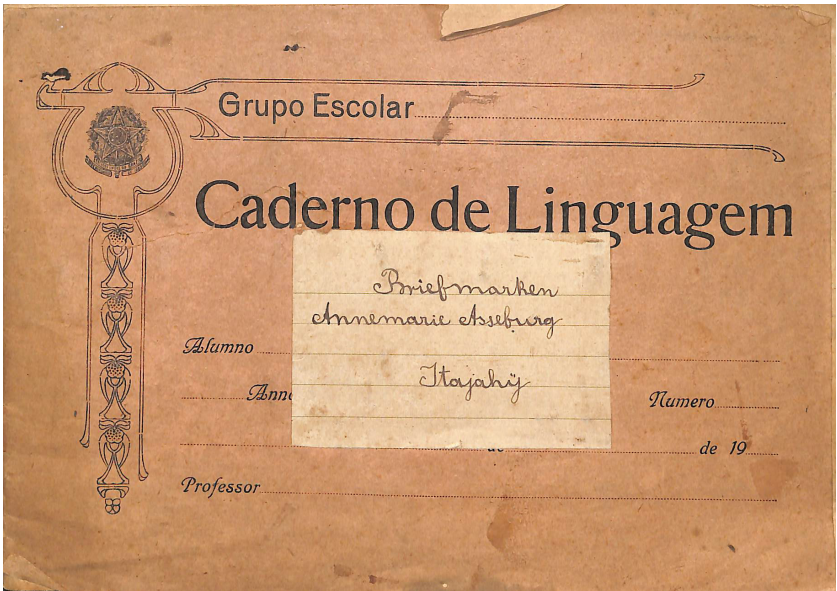 Grupo Escolar
Caderno de Linguagem
Briefmarken
Annemarie Asseburg
Itajahÿ
Alumno
Anno
Numero
de 19
Professor